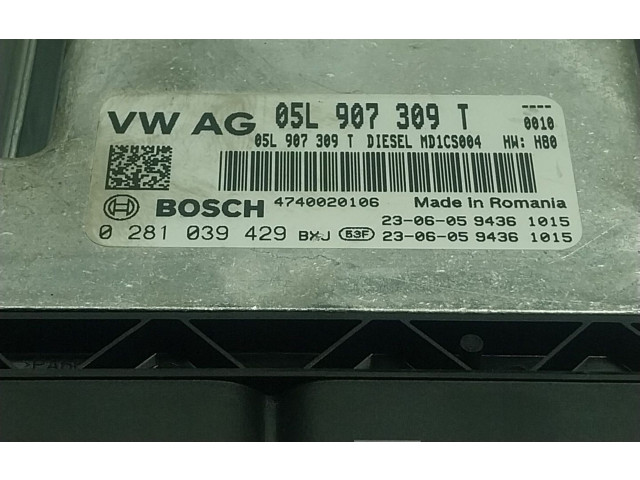 VW AG 05L 907 309 T ----
0010
05L 907 309 T DIESEL MD1CS004 HW: H80
BOSCH 4740020106 Made in Romania
23-06-05 9436 1015
0 281 039 429 BXJ 53F 23-06-05 9436 1015